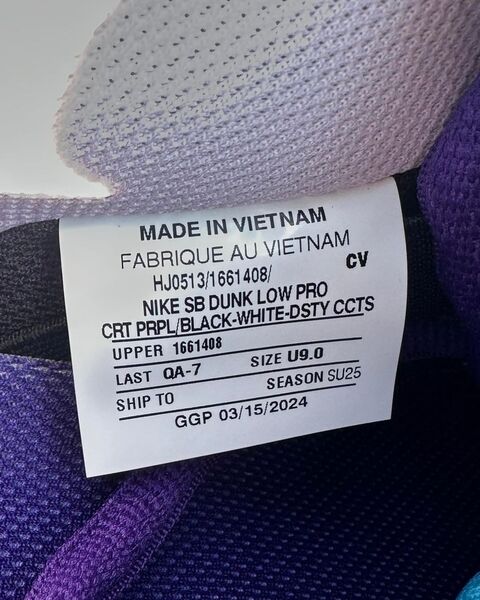 MADE IN VIETNAM
FABRIQUE AU VIETNAM
HJ0513/1661408/ CV
NIKE SB DUNK LOW PRO
CRT PRPL/BLACK-WHITE-DSTY CCTS
UPPER 1661408
LAST QA-7 SIZE U9.0
SHIP TO SEASON SU25
GGP 03/15/2024